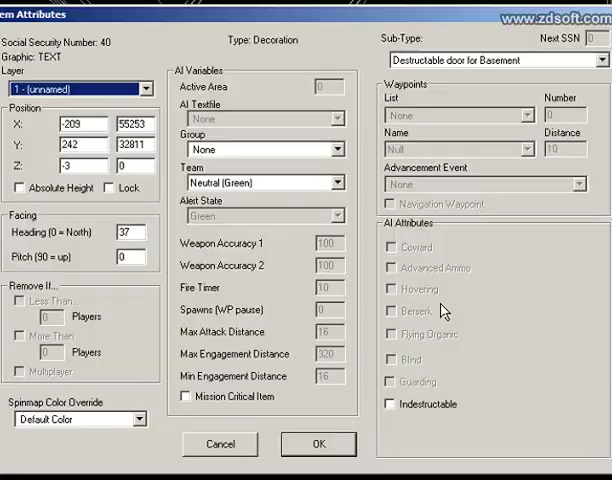 em Attributes
www.zdsoft.com
Social Security Number: 40
Type: Decoration
Sub-Type:
Next SSN
0
Graphic: TEXT
Destructable door for Basement
Layer
1 - (unnamed)
Position
X:
-209
55253
Y:
242
32811
Z:
-3
0
Absolute Height
Lock
Facing
Heading (0 = North)
37
Pitch (90 = up)
0
Remove If...
Less Than...
0
Players
More Than
0
Players
Multiplayer
Spinmap Color Override
Default Color
AI Variables
Active Area
0
AI Textfile
None
Group
None
Team
Neutral (Green)
Alert State
Green
Weapon Accuracy 1
100
Weapon Accuracy 2
100
Fire Timer
10
Spawns (WP pause)
0
Max Attack Distance
16
Max Engagement Distance
320
Min Engagement Distance
16
Mission Critical Item
Waypoints
List
Number
None
0
Name
Distance
Null
10
Advancement Event
None
Navigation Waypoint
AI Attributes
Coward
Advanced Ammo
Hovering
Berserk
Flying Organic
Blind
Guarding
Indestructable
Cancel
OK